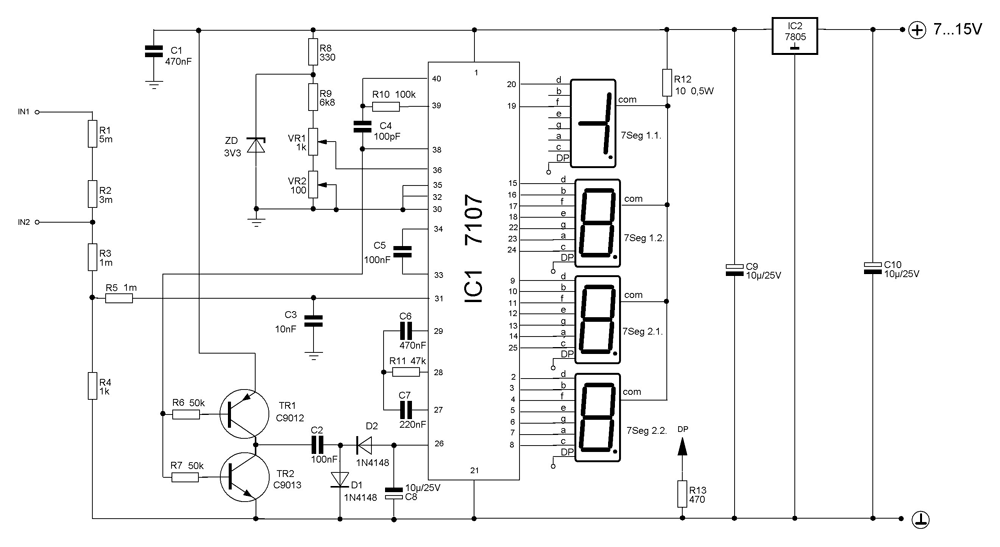 IC2
7805
7...15V
C1
470nF
R8
330
R9
6k8
VR1
1k
VR2
100
ZD
3V3
R10 100k
C4
100pF
C5
100nF
IN1
R1
5m
R2
3m
IN2
R3
1m
R5 1m
R4
1k
C3
10nF
C6
470nF
R11 47k
C7
220nF
R6 50k
TR1
C9012
R7 50k
TR2
C9013
C2
100nF
D2
1N4148
D1
1N4148
10µ/25V
C8
IC1 7107
1
40
39
38
36
35
32
30
34
33
31
29
28
27
26
21
20
19
15
16
17
18
22
23
24
9
10
11
12
13
14
25
2
3
4
5
6
7
8
d
b
f
e
g
a
c
DP
com
7Seg 1.1.
d
b
f
e
g
a
c
DP
com
7Seg 1.2.
d
b
f
e
g
a
c
DP
com
7Seg 2.1.
d
b
f
e
g
a
c
DP
com
7Seg 2.2.
R12
10 0,5W
DP
R13
470
C9
10µ/25V
C10
10µ/25V